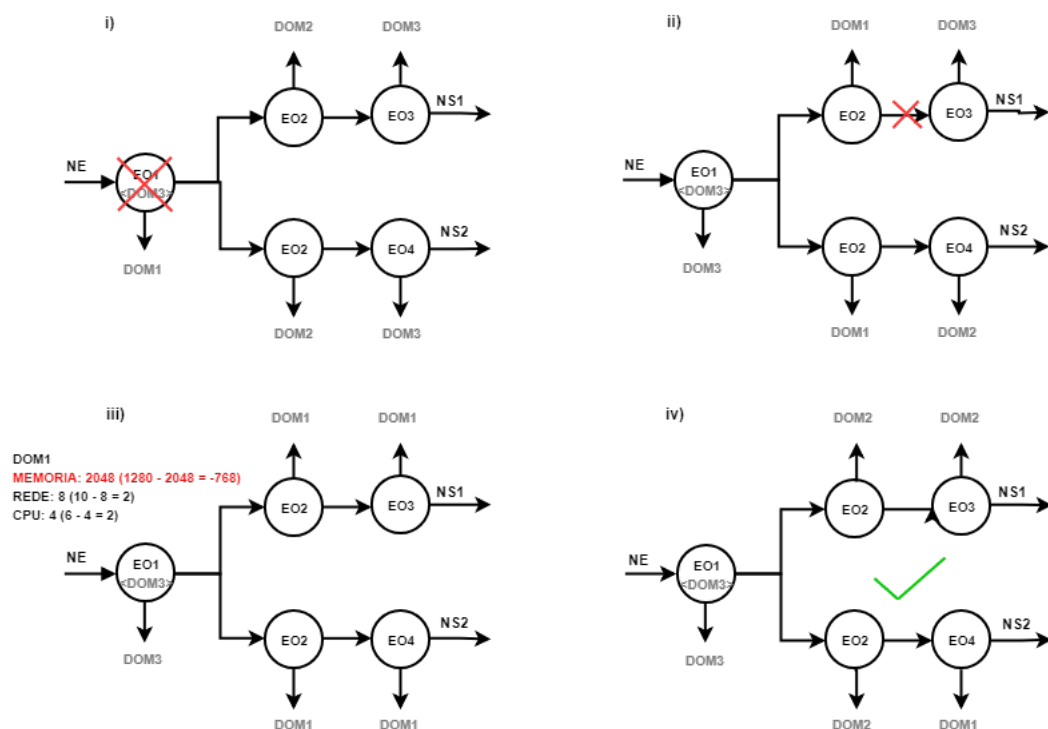 i)
DOM2 DOM3
EO2 EO3 NS1
NE
EO1
<DOM3>
EO2 EO4 NS2
DOM1
DOM2 DOM3
ii)
DOM1 DOM3
EO2 EO3 NS1
NE
EO1
<DOM3>
EO2 EO4 NS2
DOM3
DOM1 DOM2
iii)
DOM1 DOM1
DOM1
MEMORIA: 2048 (1280 - 2048 = -768)
REDE: 8 (10 - 8 = 2)
CPU: 4 (6 - 4 = 2)
EO2 EO3 NS1
NE
EO1
<DOM3>
EO2 EO4 NS2
DOM3
DOM1 DOM1
iv)
DOM2 DOM2
EO2 EO3 NS1
NE
EO1
<DOM3>
EO2 EO4 NS2
DOM3
DOM2 DOM1